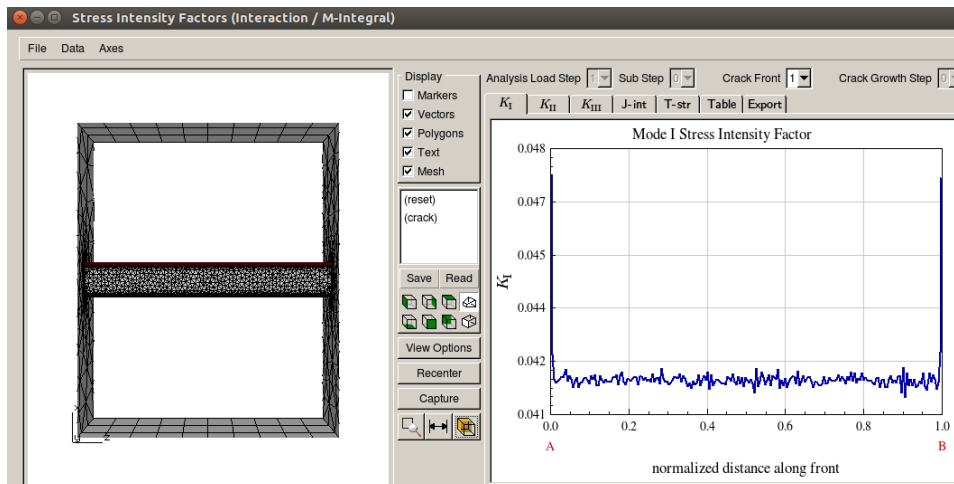 Stress Intensity Factors (Interaction / M-Integral)
File Data Axes
Display
Markers
Vectors
Polygons
Text
Mesh
(reset)
(crack)
Save Read
View Options
Recenter
Capture
x
y z
Analysis Load Step 1 Sub Step 0 Crack Front 1 Crack Growth Step 0
KI KII KIII J-int T-str Table Export
Mode I Stress Intensity Factor
0.048
0.047
0.045
0.044
0.042
0.041
KI
0.0 0.2 0.4 0.6 0.8 1.0
A B
normalized distance along front